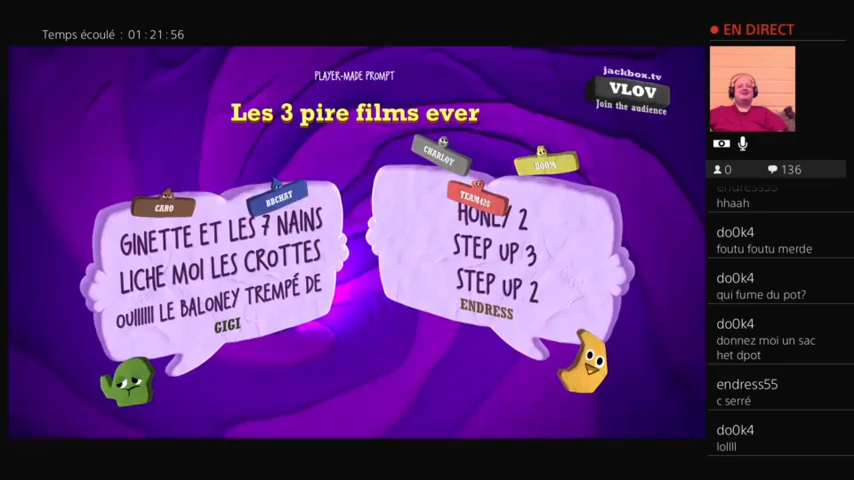 Temps écoulé : 01:21:56
EN DIRECT
PLAYER-MADE PROMPT
jackbox.tv
VLOV
Join the audience
Les 3 pire films ever
CARO
BBCHAT
GINETTE ET LES 7 NAINS
LICHE MOI LES CROTTES
OUIIIIII LE BALONEY TREMPÉ DE
GIGI
CHARLOT
DOOM
TEAM420
HONEY 2
STEP UP 3
STEP UP 2
ENDRESS
0
136
endress55
hhaah
do0k4
foutu foutu merde
do0k4
qui fume du pot?
do0k4
donnez moi un sac
het dpot
endress55
c serré
do0k4
lollll